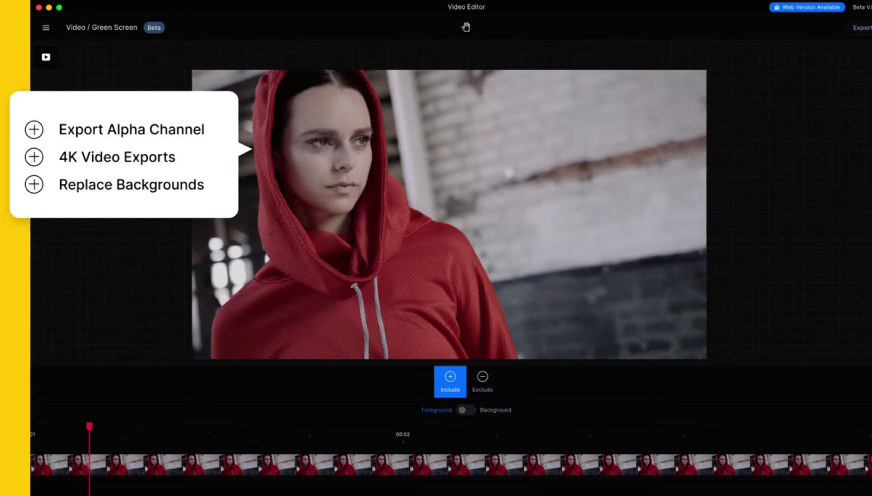 Video Editor
Web Version Available
Beta V.
Video / Green Screen
Beta
Export
Export Alpha Channel
4K Video Exports
Replace Backgrounds
Include
Exclude
Foreground
Background
01
00:02